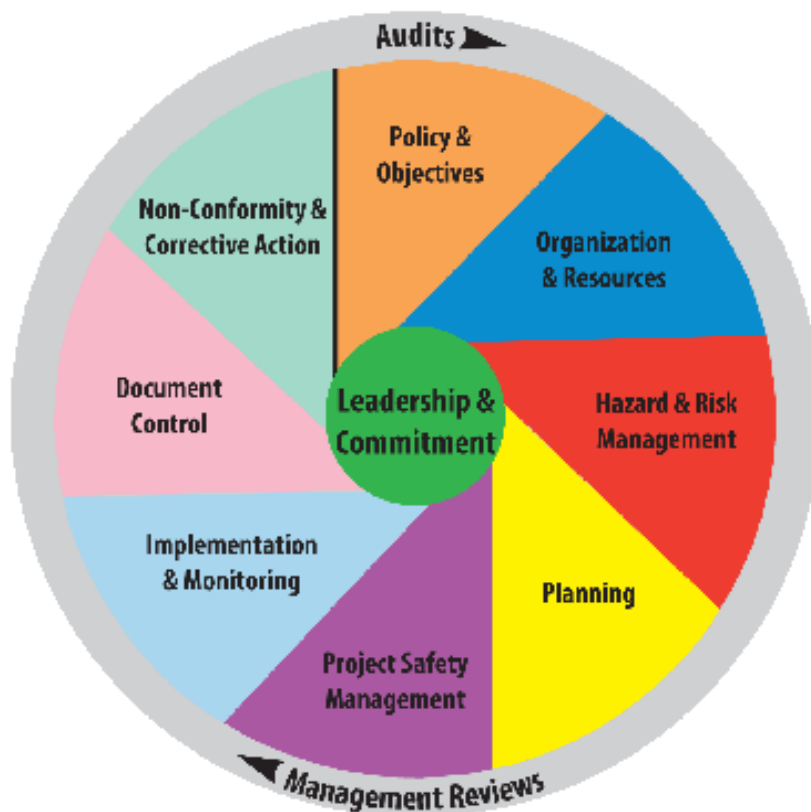 Audits
Policy &
Objectives
Organization
& Resources
Hazard & Risk
Management
Planning
Project Safety
Management
Implementation
& Monitoring
Document
Control
Non-Conformity &
Corrective Action
Leadership &
Commitment
Management Reviews